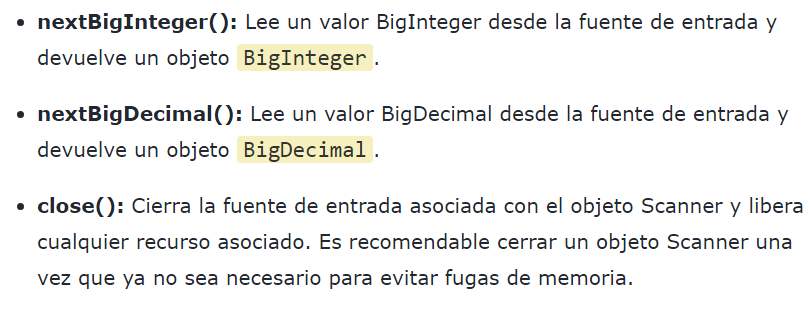 • nextBigInteger(): Lee un valor BigInteger desde la fuente de entrada y
devuelve un objeto BigInteger.
• nextBigDecimal(): Lee un valor BigDecimal desde la fuente de entrada y
devuelve un objeto BigDecimal.
• close(): Cierra la fuente de entrada asociada con el objeto Scanner y libera
cualquier recurso asociado. Es recomendable cerrar un objeto Scanner una
vez que ya no sea necesario para evitar fugas de memoria.